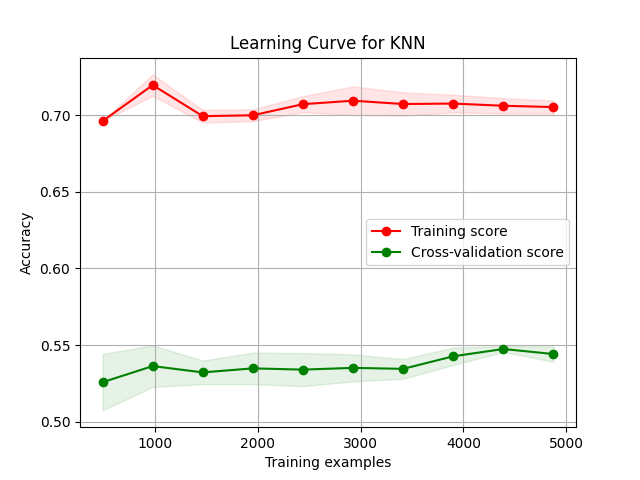 Learning Curve for KNN
Accuracy
0.70
0.65
0.60
0.55
0.50
Training score
Cross-validation score
1000 2000 3000 4000 5000
Training examples